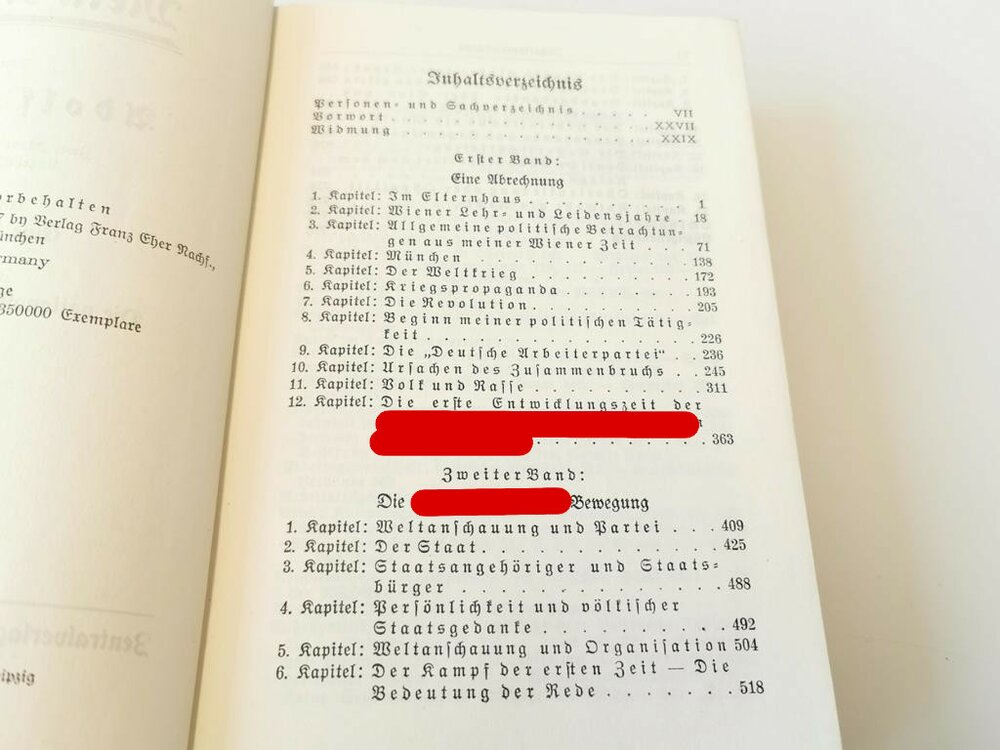 orbehalten
7 by Verlag Franz Eher Nachf.,
ünchen
rmany
ge
350000 Exemplare
Zentralverlag
eipzig
Inhaltsverzeichnis
Personen- und Sachverzeichnis . . . . . VII
Vorwort . . . . . . . . . . . . . . XXVII
Widmung . . . . . . . . . . . . . . XXIX
Erster Band:
Eine Abrechnung
1. Kapitel: Im Elternhaus . . . . . . . . . 1
2. Kapitel: Wiener Lehr- und Leidensjahre . 18
3. Kapitel: Allgemeine politische Betrachtun-
gen aus meiner Wiener Zeit . . . 71
4. Kapitel: München . . . . . . . . . . . 138
5. Kapitel: Der Weltkrieg . . . . . . . . 172
6. Kapitel: Kriegspropaganda . . . . . . . 193
7. Kapitel: Die Revolution . . . . . . . . 205
8. Kapitel: Beginn meiner politischen Tätig-
keit . . . . . . . . . . . . . 226
9. Kapitel: Die „Deutsche Arbeiterpartei“ . . 236
10. Kapitel: Ursachen des Zusammenbruchs . . 245
11. Kapitel: Volk und Rasse . . . . . . . . 311
12. Kapitel: Die erste Entwicklungszeit der
. . . . . . . . . 363
Zweiter Band:
Die Bewegung
1. Kapitel: Weltanschauung und Partei . . . 409
2. Kapitel: Der Staat . . . . . . . . . . . 425
3. Kapitel: Staatsangehöriger und Staats-
bürger . . . . . . . . . . . . . 488
4. Kapitel: Persönlichkeit und völkischer
Staatsgedanke . . . . . . . . . 492
5. Kapitel: Weltanschauung und Organisation 504
6. Kapitel: Der Kampf der ersten Zeit — Die
Bedeutung der Rede . . . . . . . 518